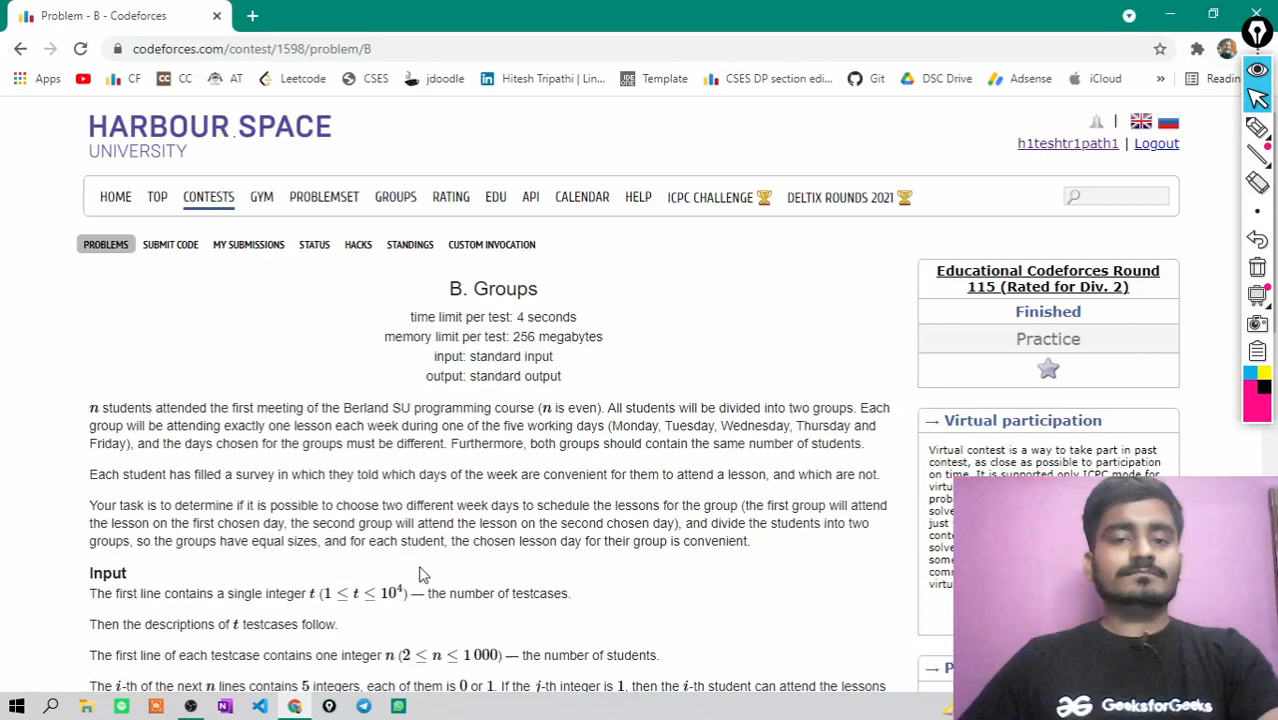 Problem - B - Codeforces
codeforces.com/contest/1598/problem/B
Apps CF CC AT Leetcode CSES jdoodle Hitesh Tripathi | Lin... Template CSES DP section edi... Git DSC Drive Adsense iCloud » Readin
HARBOUR.SPACE
UNIVERSITY
h1teshtr1path1 | Logout
HOME TOP CONTESTS GYM PROBLEMSET GROUPS RATING EDU API CALENDAR HELP ICPC CHALLENGE DELTIX ROUNDS 2021
PROBLEMS SUBMIT CODE MY SUBMISSIONS STATUS HACKS STANDINGS CUSTOM INVOCATION
B. Groups
time limit per test: 4 seconds
memory limit per test: 256 megabytes
input: standard input
output: standard output
n students attended the first meeting of the Berland SU programming course (n is even). All students will be divided into two groups. Each
group will be attending exactly one lesson each week during one of the five working days (Monday, Tuesday, Wednesday, Thursday and
Friday), and the days chosen for the groups must be different. Furthermore, both groups should contain the same number of students.
Each student has filled a survey in which they told which days of the week are convenient for them to attend a lesson, and which are not.
Your task is to determine if it is possible to choose two different week days to schedule the lessons for the group (the first group will attend
the lesson on the first chosen day, the second group will attend the lesson on the second chosen day), and divide the students into two
groups, so the groups have equal sizes, and for each student, the chosen lesson day for their group is convenient.
Input
The first line contains a single integer t (1 ≤ t ≤ 10⁴) — the number of testcases.
Then the descriptions of t testcases follow.
The first line of each testcase contains one integer n (2 ≤ n ≤ 1 000) — the number of students.
The i-th of the next n lines contains 5 integers, each of them is 0 or 1. If the j-th integer is 1, then the i-th student can attend the lessons
Educational Codeforces Round
115 (Rated for Div. 2)
Finished
Practice
→ Virtual participation
Virtual contest is a way to take part in past
contest, as close as possible to participation
on time. It is supported only ICPC mode for
virtu
prob
solve
just
cont
solve
som
com
virtu
→ P
GeeksforGeeks